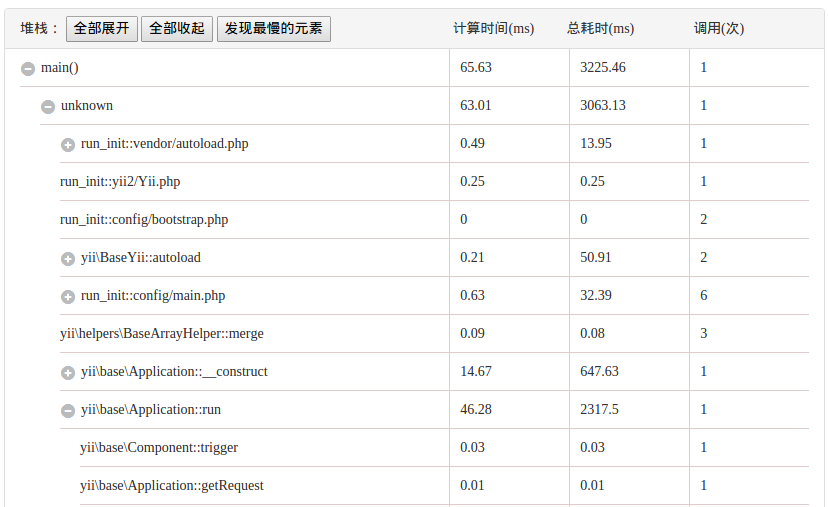 堆栈： 全部展开 全部收起 发现最慢的元素 计算时间(ms) 总耗时(ms) 调用(次)
main() 65.63 3225.46 1
unknown 63.01 3063.13 1
run_init::vendor/autoload.php 0.49 13.95 1
run_init::yii2/Yii.php 0.25 0.25 1
run_init::config/bootstrap.php 0 0 2
yii\BaseYii::autoload 0.21 50.91 2
run_init::config/main.php 0.63 32.39 6
yii\helpers\BaseArrayHelper::merge 0.09 0.08 3
yii\base\Application::__construct 14.67 647.63 1
yii\base\Application::run 46.28 2317.5 1
yii\base\Component::trigger 0.03 0.03 1
yii\base\Application::getRequest 0.01 0.01 1